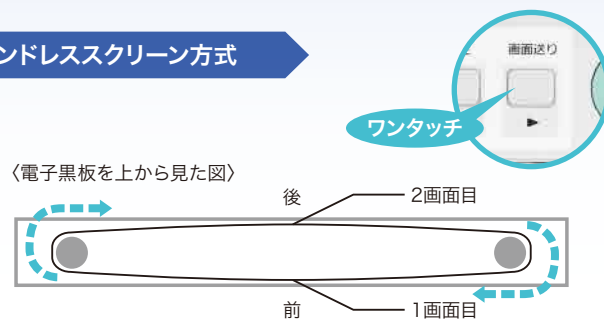 ンドレススクリーン方式
画面送り
ワンタッチ
〈電子黒板を上から見た図〉
後
2画面目
前
1画面目